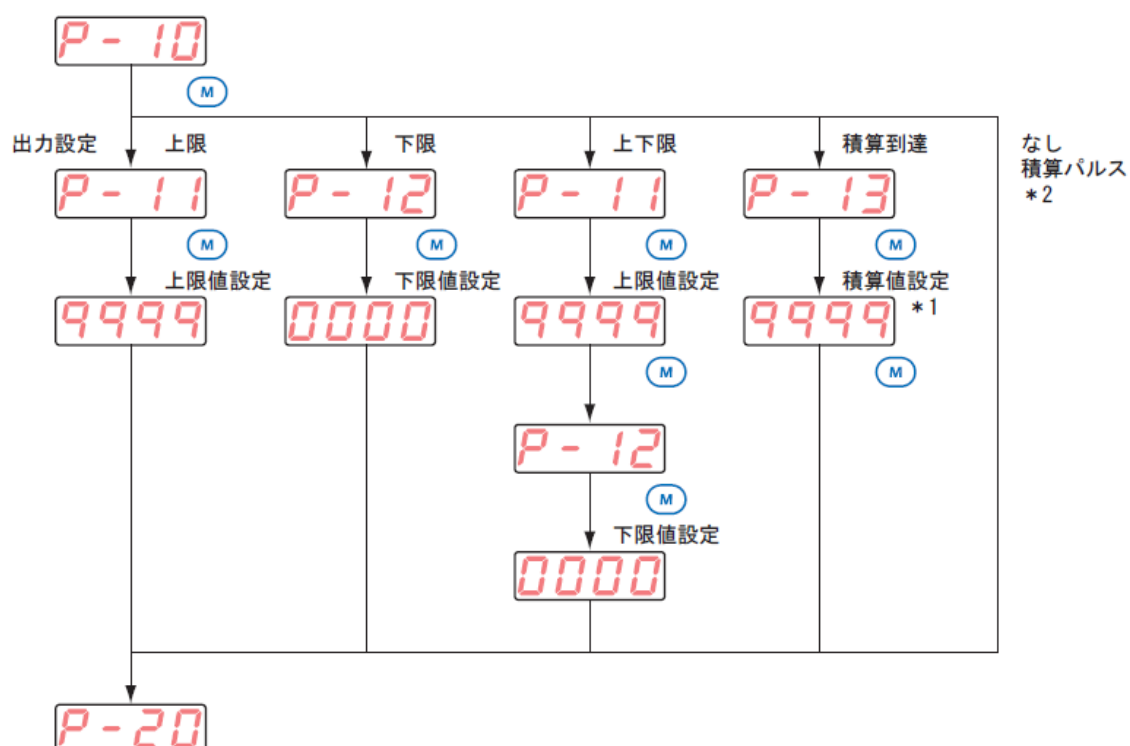 P-10
M
出力設定 上限 下限 上下限 積算到達 なし
積算パルス
*2
P-11 P-12 P-11 P-13
M M M M
上限値設定 下限値設定 上限値設定 積算値設定
*1
9999 0000 9999 9999
M M
P-12
M
下限値設定
0000
P-20